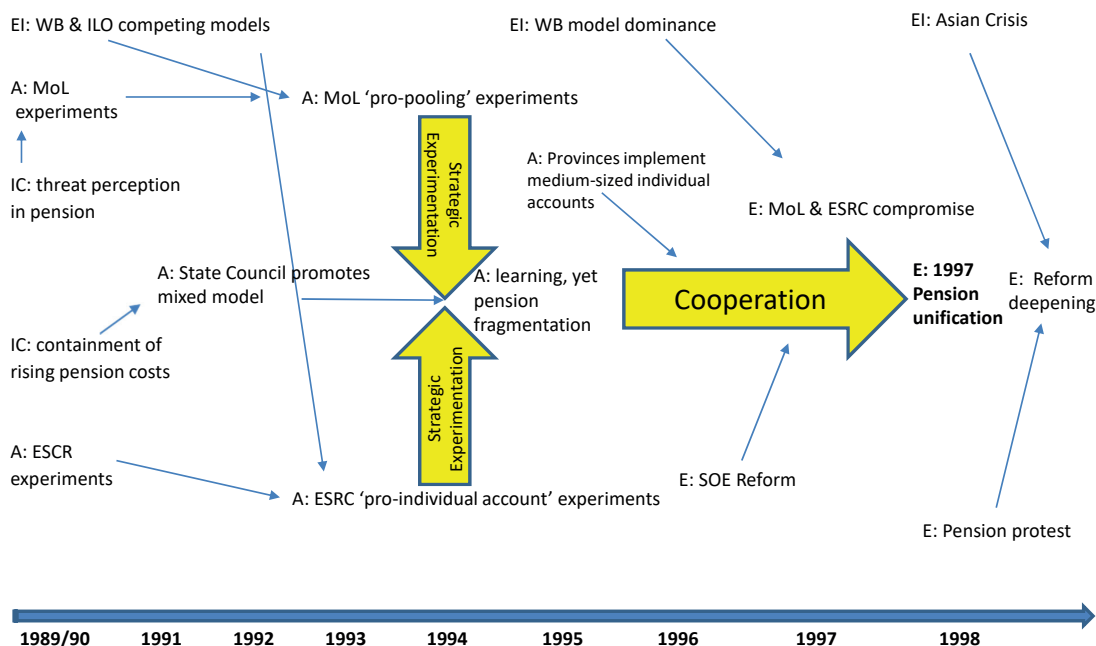 EI: WB & ILO competing models
EI: WB model dominance
EI: Asian Crisis
A: MoL
experiments
A: MoL ‘pro-pooling’ experiments
Strategic
Experimentation
A: Provinces implement
medium-sized individual
accounts
IC: threat perception
in pension
E: MoL & ESRC compromise
A: State Council promotes
mixed model
A: learning, yet
pension
fragmentation
Cooperation
E: 1997
Pension
unification
E: Reform
deepening
IC: containment of
rising pension costs
Strategic
Experimentation
A: ESCR
experiments
A: ESRC ‘pro-individual account’ experiments
E: SOE Reform
E: Pension protest
1989/90 1991 1992 1993 1994 1995 1996 1997 1998